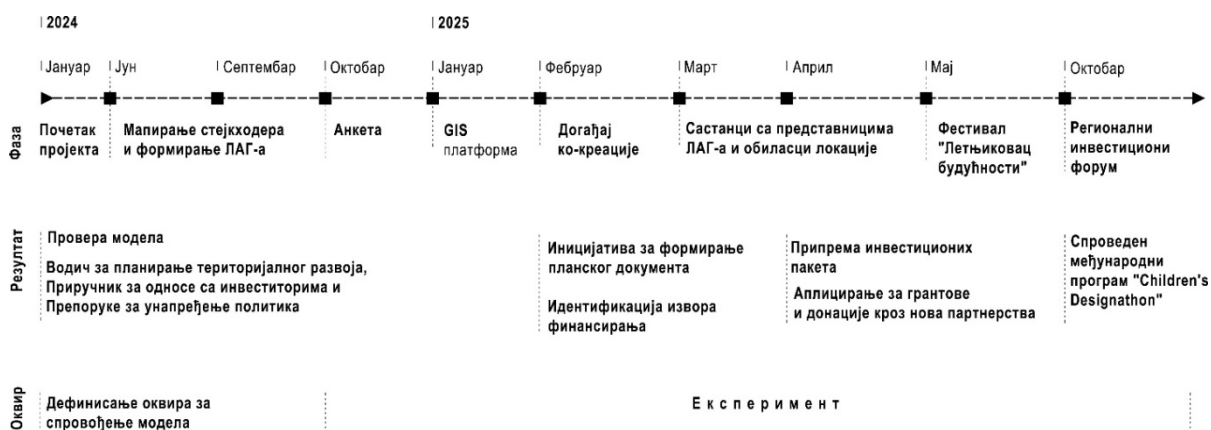 2024
2025
Јануар
Јун
Септембар
Октобар
Јануар
Фебруар
Март
Април
Мај
Октобар
Фаза
Почетак
пројекта
Мапирање стејкходера
и формирање ЛАГ-а
Анкета
GIS
платформа
Догађај
ко-креације
Састанци са представницима
ЛАГ-а и обиласци локације
Фестивал
"Летњиковац
будућности"
Регионални
инвестициони
форум
Резултат
Провера модела
Водич за планирање територијалног развоја,
Приручник за односе са инвеститорима и
Препоруке за унапређење политика
Иницијатива за формирање
планског документа
Идентификација извора
финансирања
Припрема инвестиционих
пакета
Аплицирање за грантове
и донације кроз нова партнерства
Спроведен
међународни
програм "Children's
Designathon"
Оквир
Дефинисање оквира за
спровођење модела
Експеримент